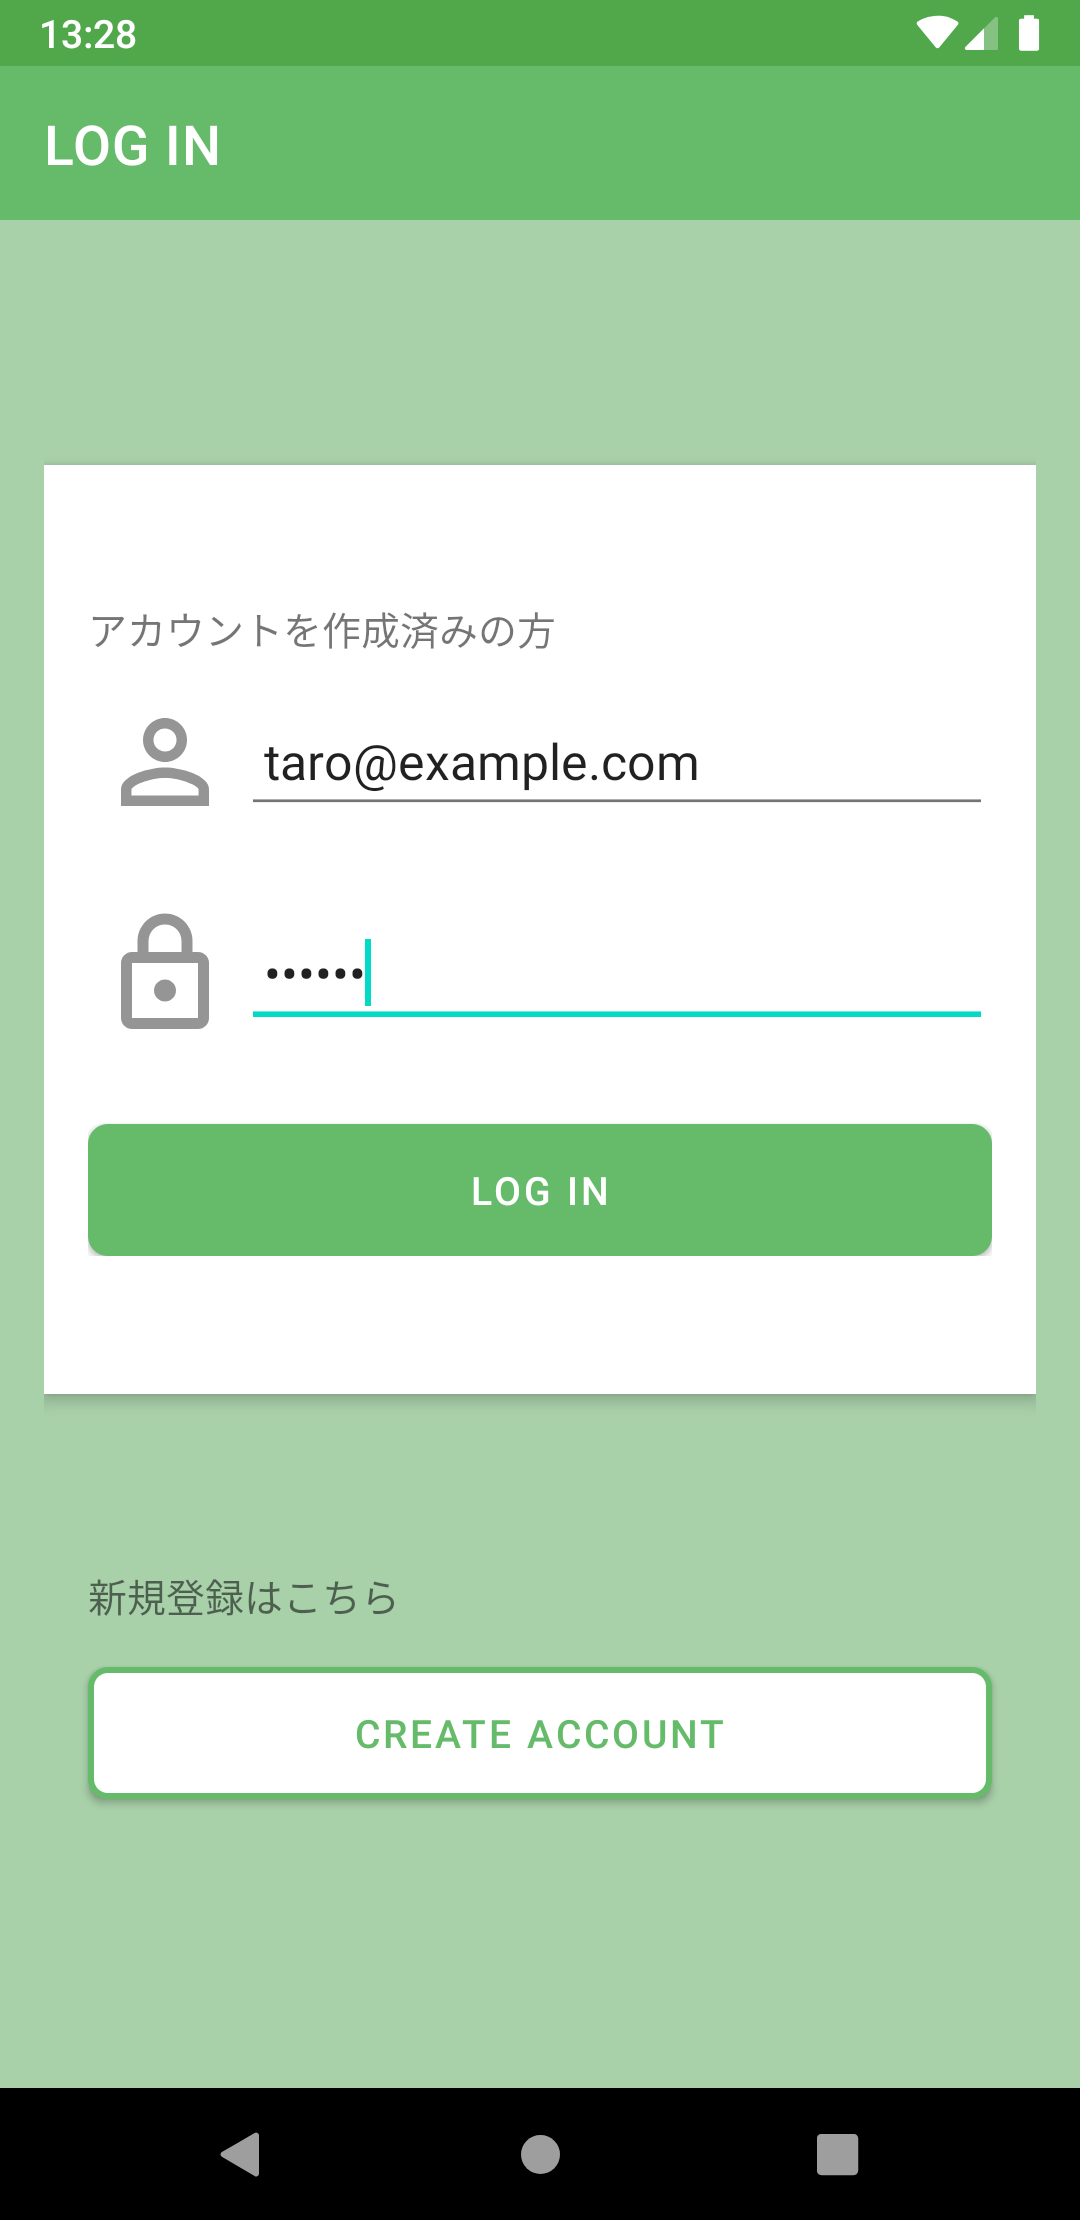 13:28
LOG IN
アカウントを作成済みの方
taro@example.com
••••••
LOG IN
新規登録はこちら
CREATE ACCOUNT